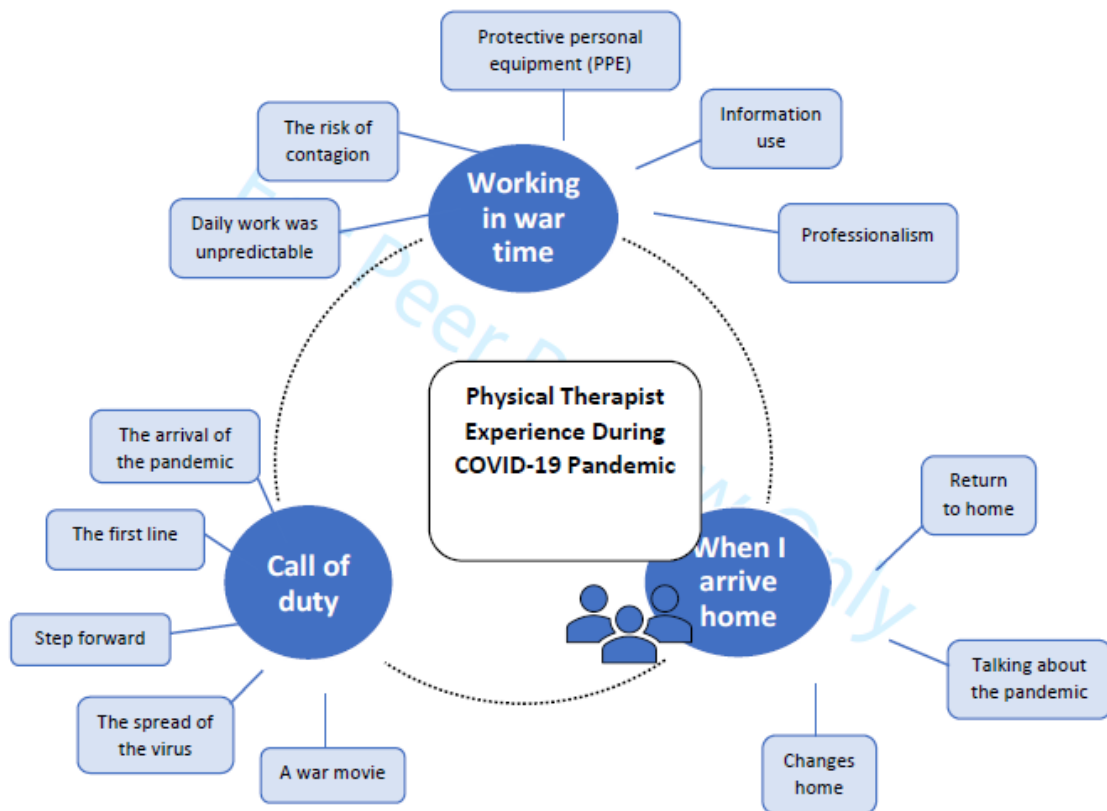 Protective personal
equipment (PPE)
The risk of
contagion
Information
use
Working
in war
time
Daily work was
unpredictable
Professionalism
Physical Therapist
Experience During
COVID-19 Pandemic
The arrival of
the pandemic
The first line
Call of
duty
Step forward
The spread of
the virus
A war movie
When I
arrive
home
Return
to home
Talking about
the pandemic
Changes
home
Peer
Only